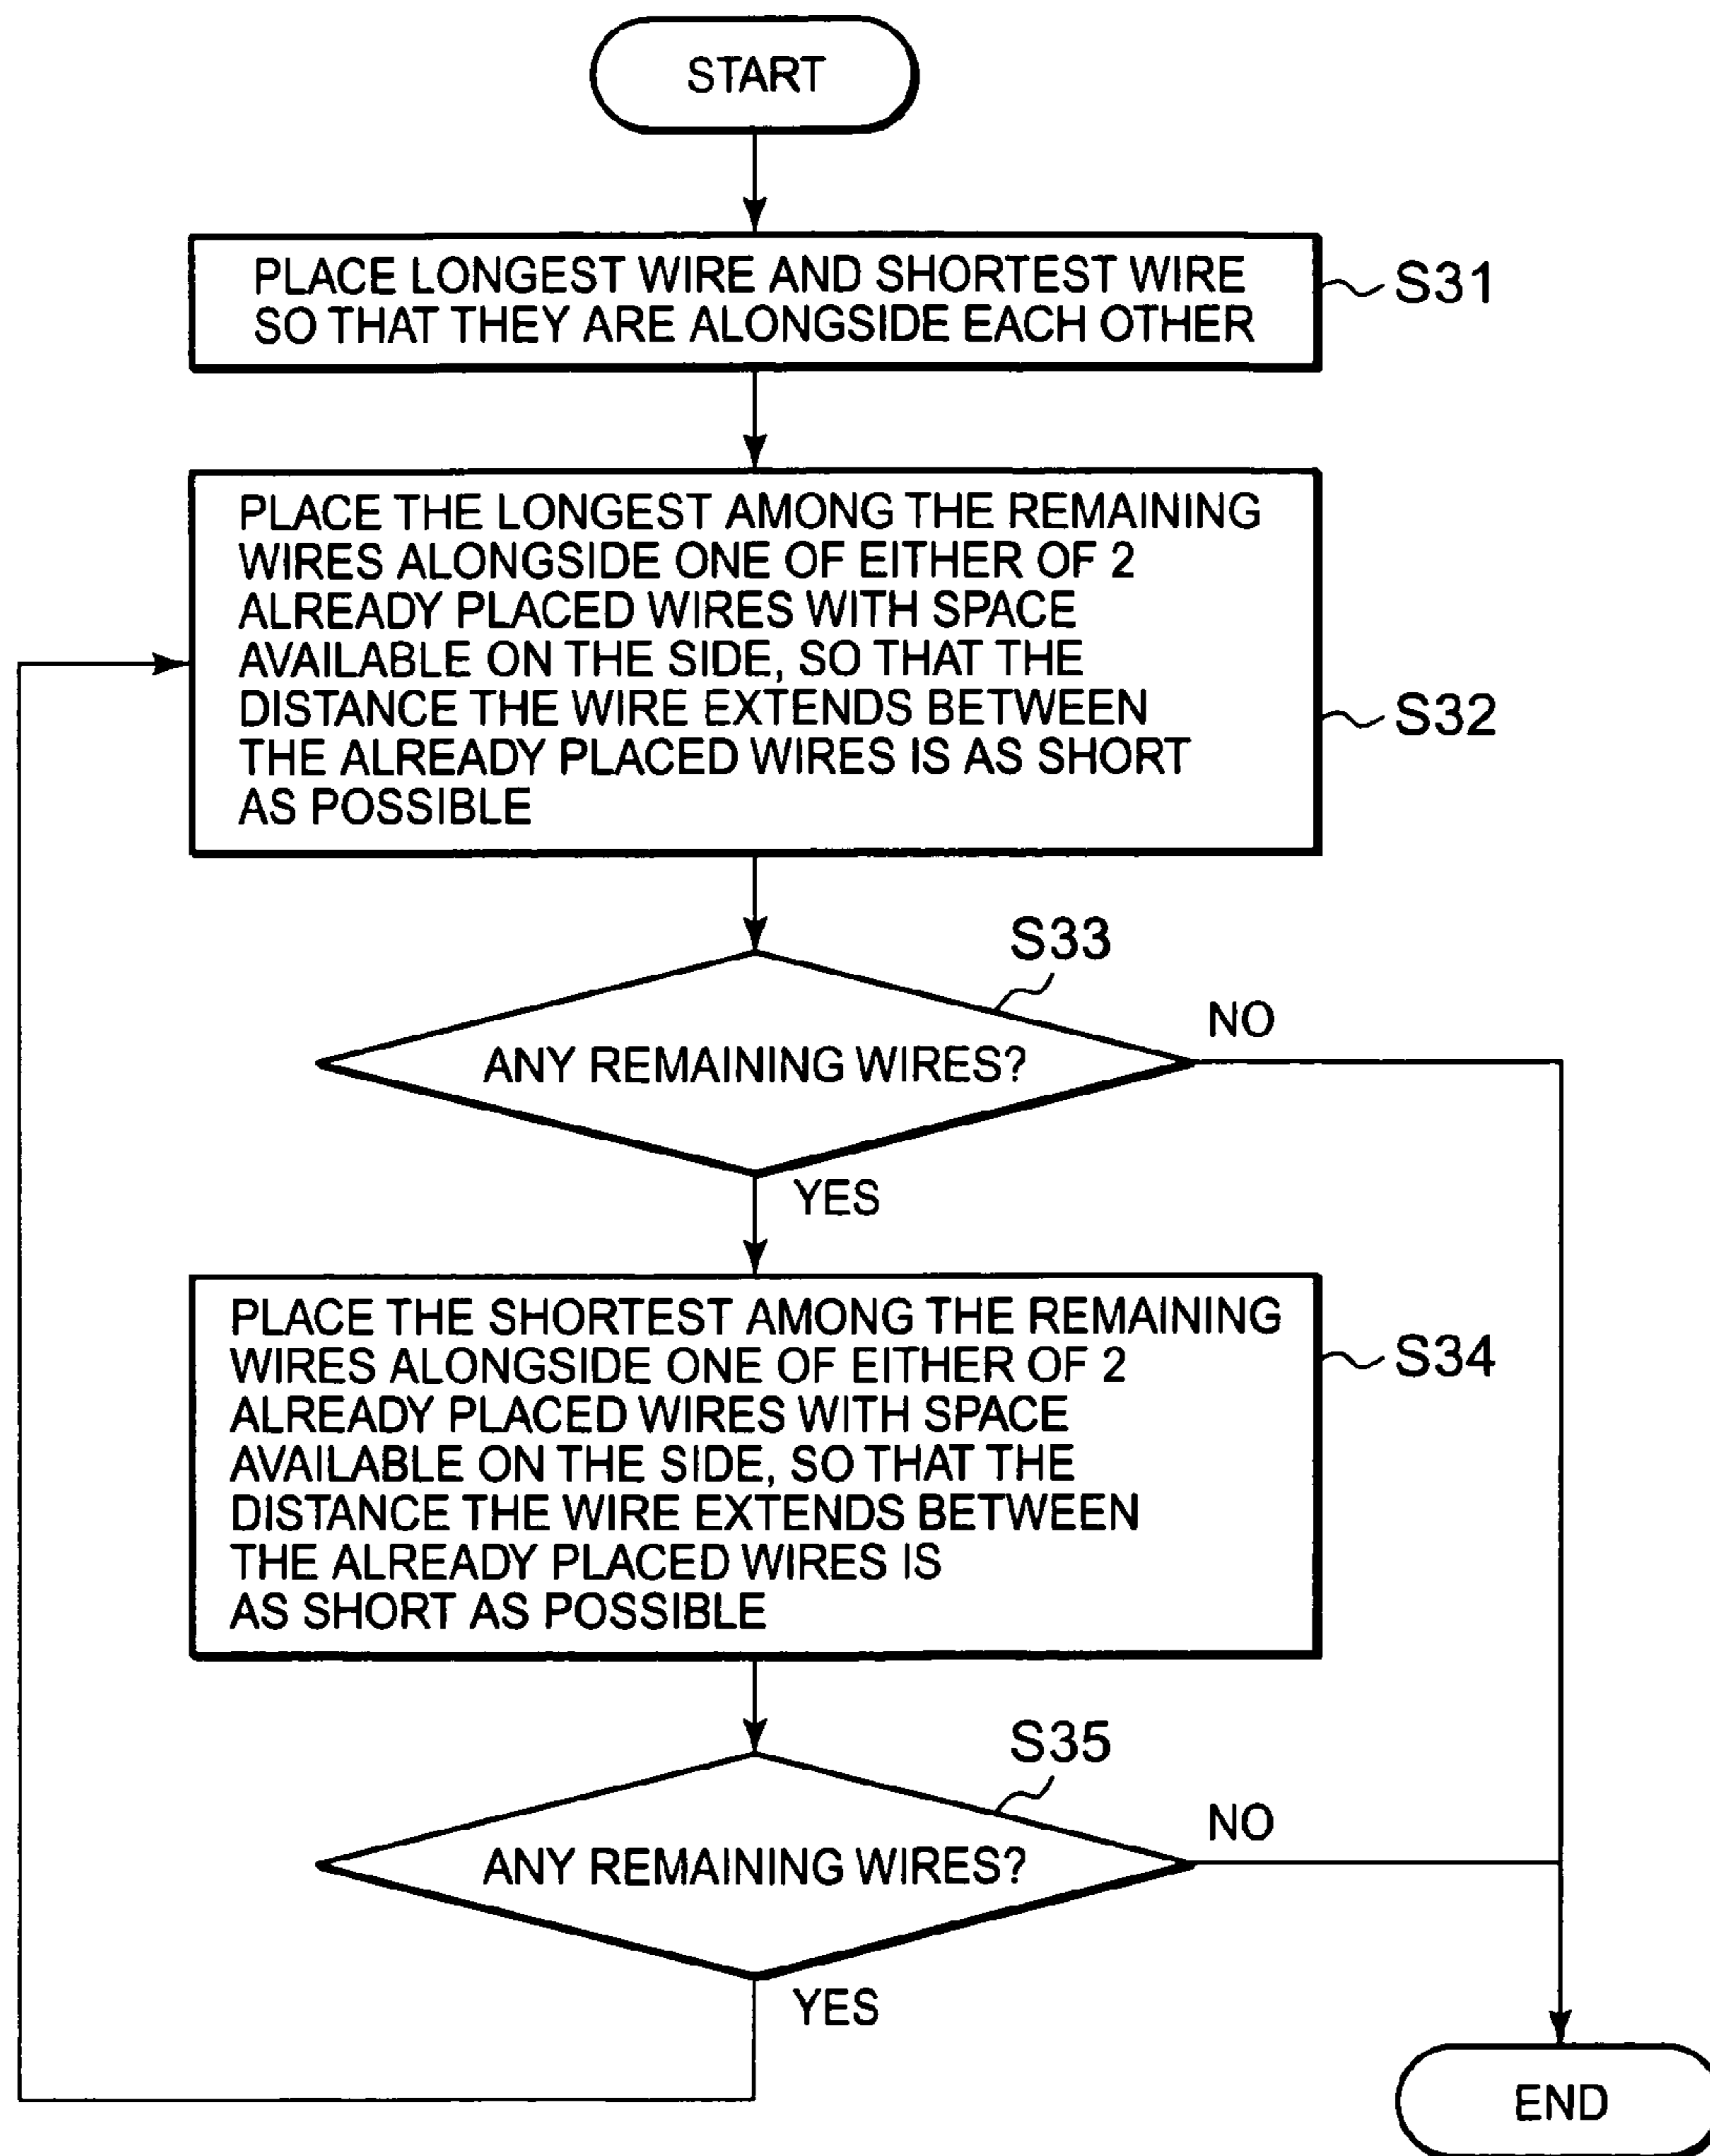 START
PLACE LONGEST WIRE AND SHORTEST WIRE
SO THAT THEY ARE ALONGSIDE EACH OTHER
S31
PLACE THE LONGEST AMONG THE REMAINING
WIRES ALONGSIDE ONE OF EITHER OF 2
ALREADY PLACED WIRES WITH SPACE
AVAILABLE ON THE SIDE, SO THAT THE
DISTANCE THE WIRE EXTENDS BETWEEN
THE ALREADY PLACED WIRES IS AS SHORT
AS POSSIBLE
S32
S33
ANY REMAINING WIRES?
NO
YES
PLACE THE SHORTEST AMONG THE REMAINING
WIRES ALONGSIDE ONE OF EITHER OF 2
ALREADY PLACED WIRES WITH SPACE
AVAILABLE ON THE SIDE, SO THAT THE
DISTANCE THE WIRE EXTENDS BETWEEN
THE ALREADY PLACED WIRES IS
AS SHORT AS POSSIBLE
S34
S35
ANY REMAINING WIRES?
NO
YES
END